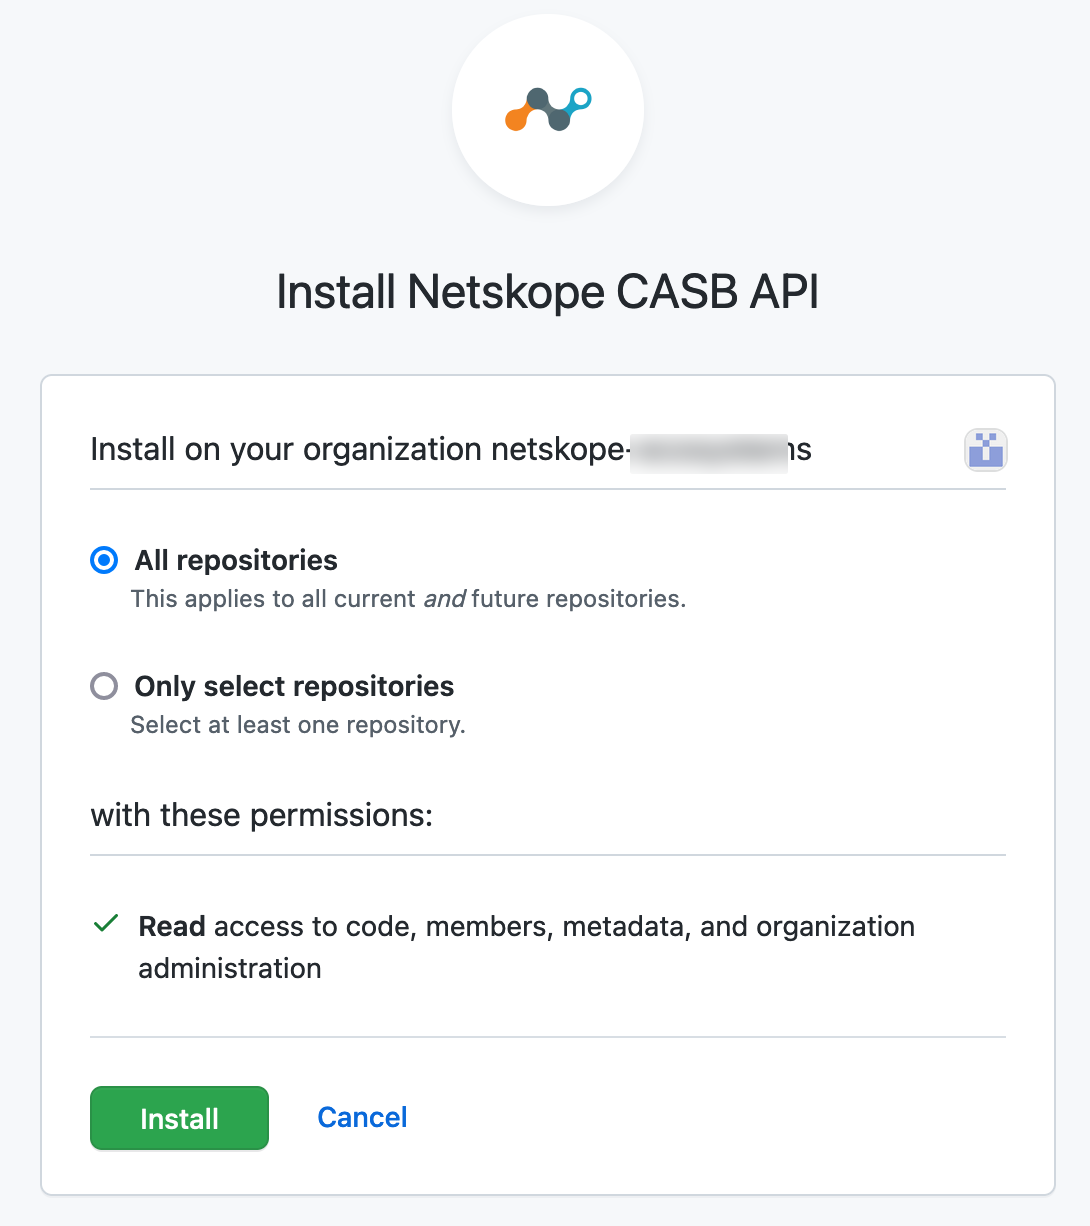 Install Netskope CASB API
Install on your organization netskope-
All repositories
This applies to all current and future repositories.
Only select repositories
Select at least one repository.
with these permissions:
Read access to code, members, metadata, and organization
administration
Install
Cancel